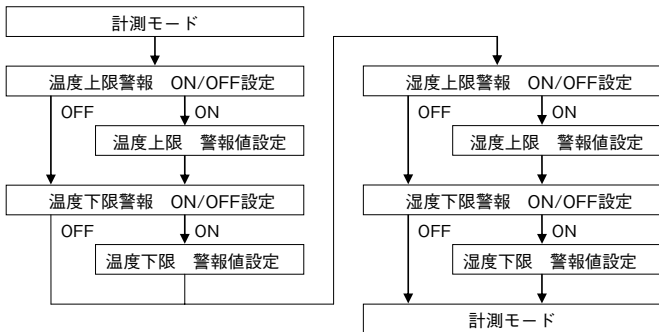 計測モード
温度上限警報　ON/OFF設定
OFF
ON
温度上限　警報値設定
温度下限警報　ON/OFF設定
OFF
ON
温度下限　警報値設定
湿度上限警報　ON/OFF設定
OFF
ON
湿度上限　警報値設定
湿度下限警報　ON/OFF設定
OFF
ON
湿度下限　警報値設定
計測モード